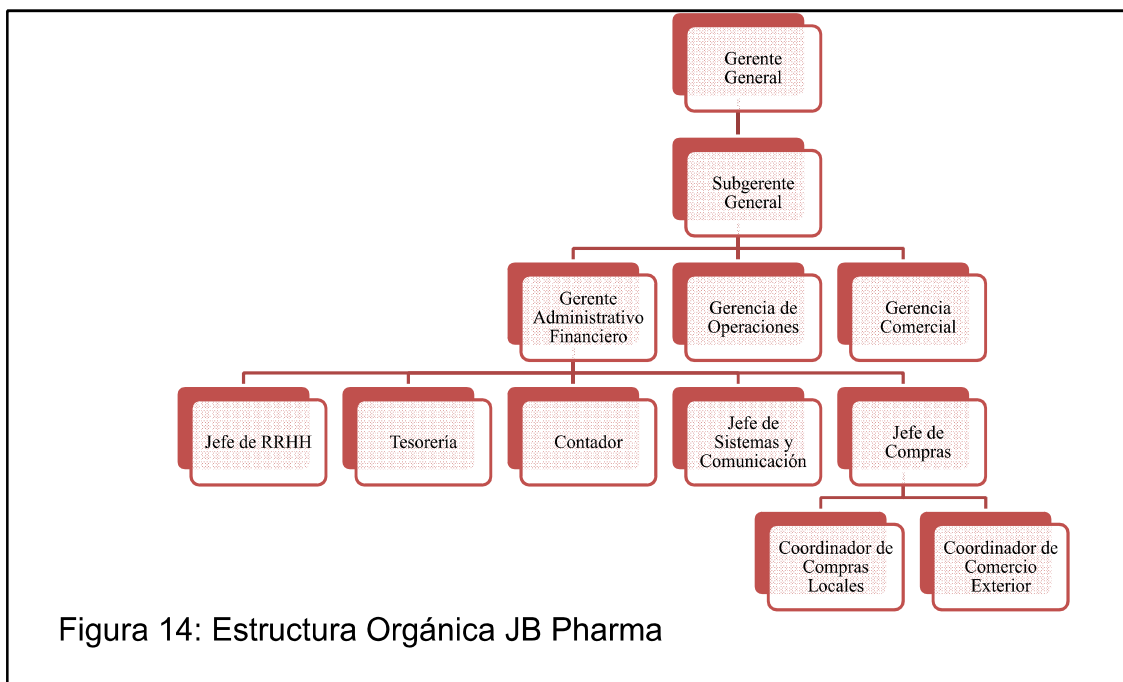 Gerente
General
Subgerente
General
Gerente
Administrativo
Financiero
Gerencia de
Operaciones
Gerencia
Comercial
Jefe de RRHH
Tesorería
Contador
Jefe de
Sistemas y
Comunicación
Jefe de
Compras
Coordinador de
Compras
Locales
Coordinador de
Comercio
Exterior
Figura 14: Estructura Orgánica JB Pharma